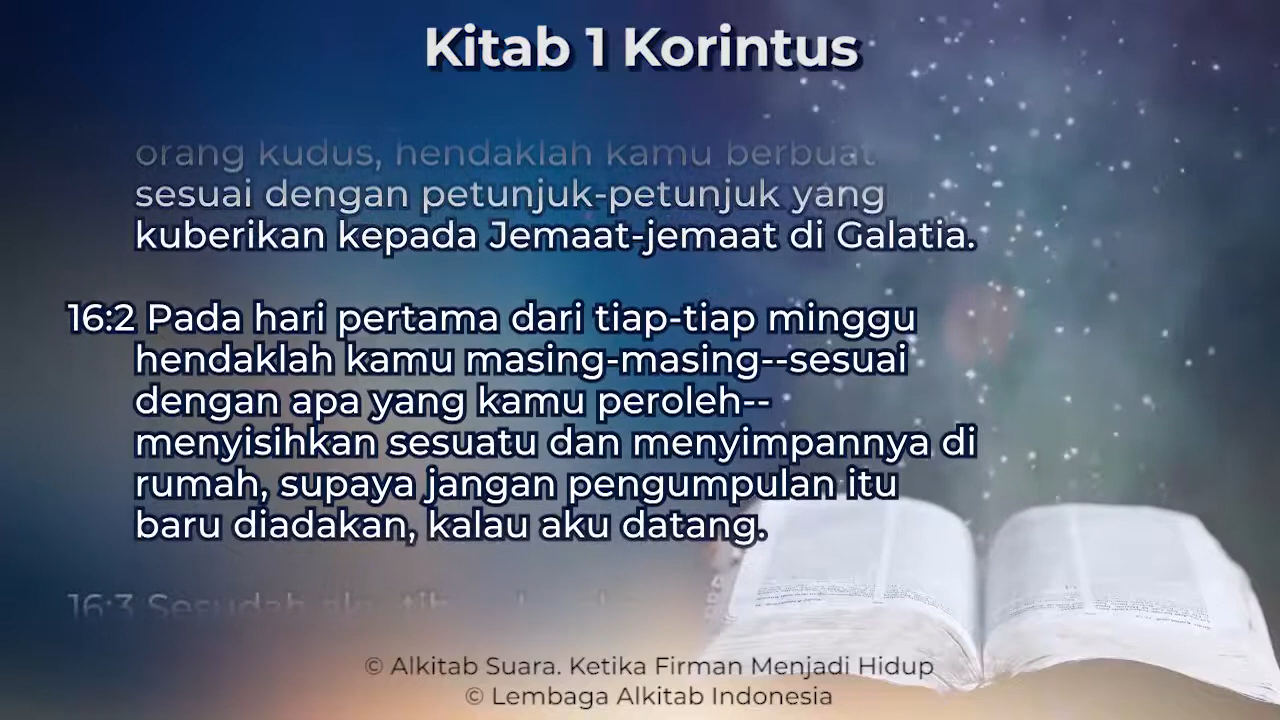 Kitab 1 Korintus
orang kudus, hendaklah kamu berbuat
sesuai dengan petunjuk-petunjuk yang
kuberikan kepada Jemaat-jemaat di Galatia.
16:2 Pada hari pertama dari tiap-tiap minggu
hendaklah kamu masing-masing--sesuai
dengan apa yang kamu peroleh--
menyisihkan sesuatu dan menyimpannya di
rumah, supaya jangan pengumpulan itu
baru diadakan, kalau aku datang.
16:3 Sesudah
© Alkitab Suara. Ketika Firman Menjadi Hidup
© Lembaga Alkitab Indonesia